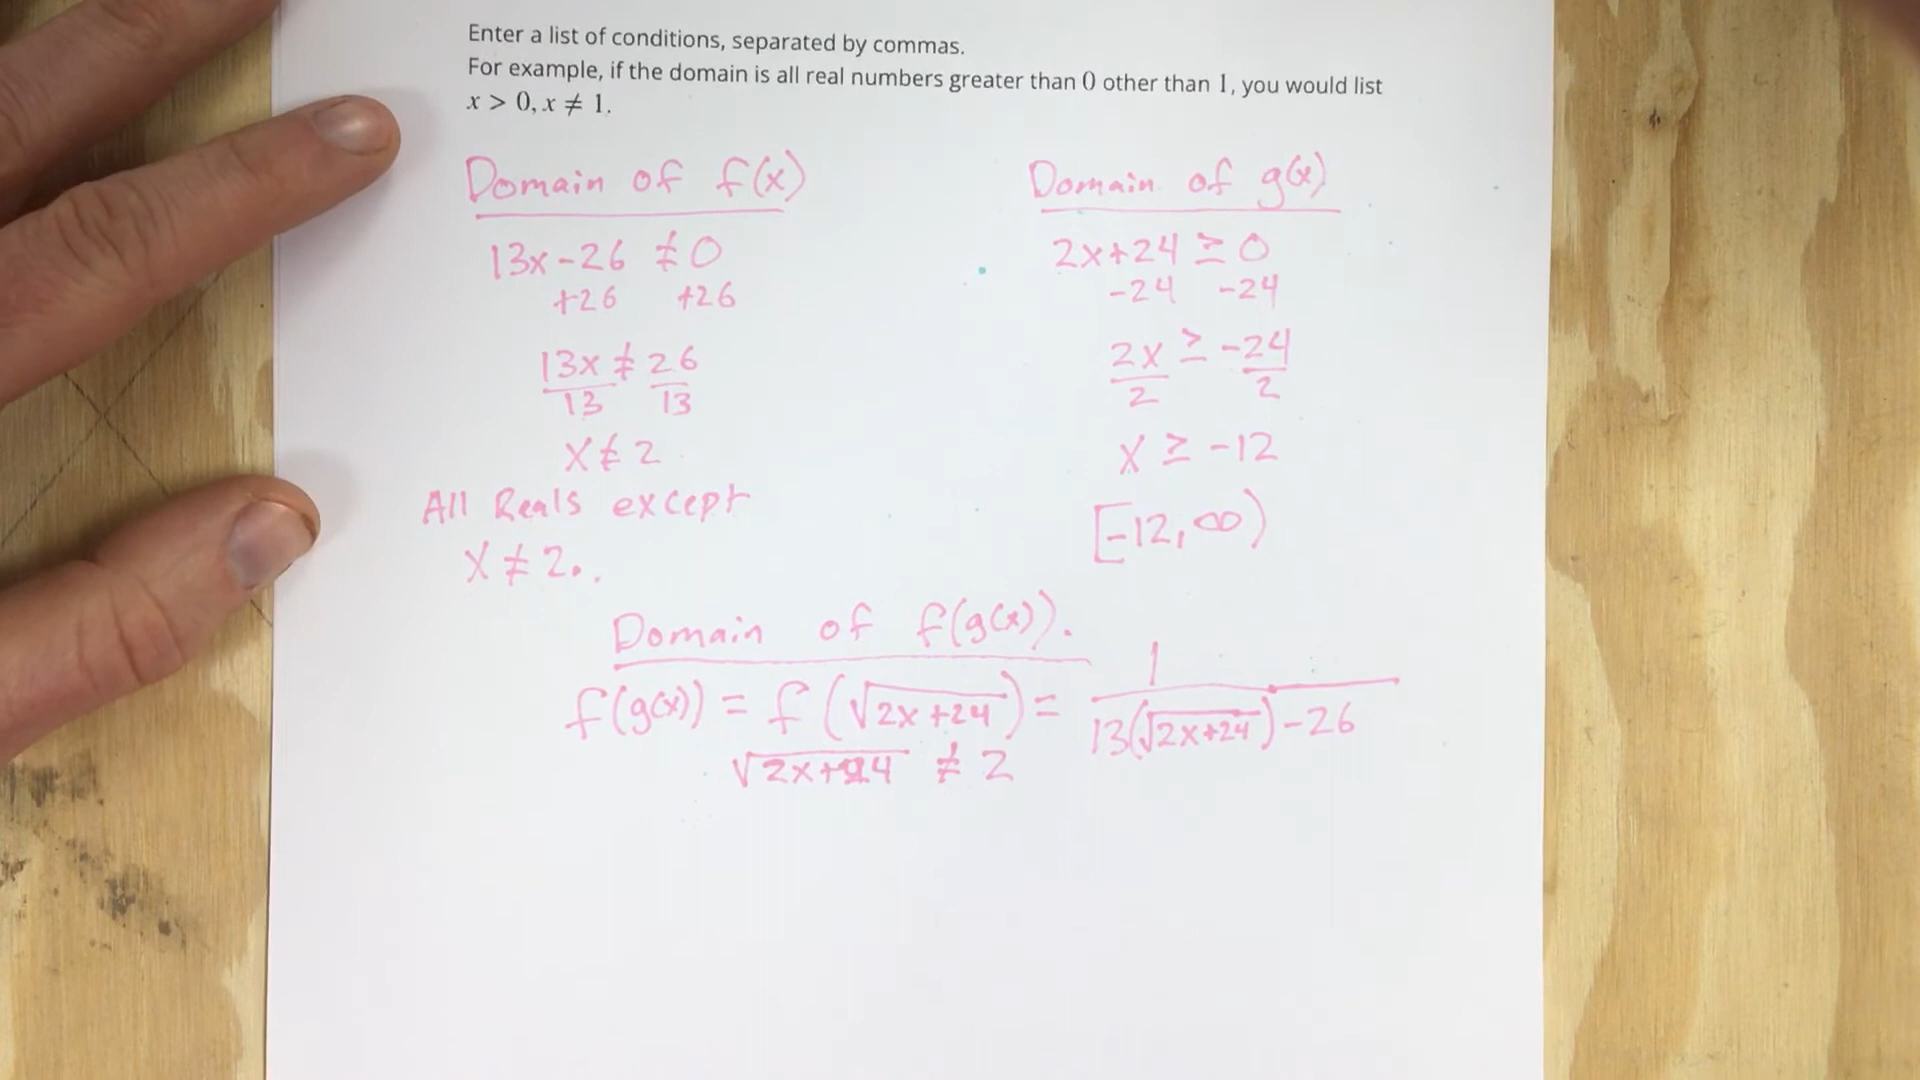 Enter a list of conditions, separated by commas.
For example, if the domain is all real numbers greater than 0 other than 1, you would list
x > 0, x ≠ 1.
Domain of f(x)
13x-26 ≠ 0
+26 +26
13x ≠ 26
13 13
x ≠ 2
All Reals except
x ≠ 2.
Domain of g(x)
2x+24 ≥ 0
-24 -24
2x ≥ -24
2 2
x ≥ -12
[-12, ∞)
Domain of f(g(x)).
f(g(x)) = f(√2x+24) = 1
13(√2x+24)-26
√2x+24 ≠ 2